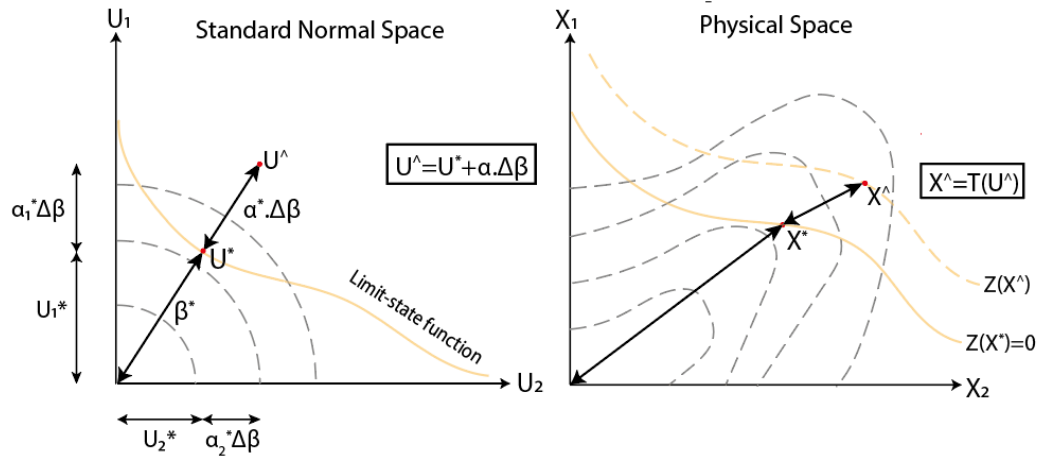 U₁
Standard Normal Space
U^
U^=U*+α.Δβ
α₁*Δβ
α*.Δβ
U*
U₁*
β*
Limit-state function
U₂
U₂*
α₂*Δβ
X₁
Physical Space
X^=T(U^)
X^
X*
Z(X^)
Z(X*)=0
X₂